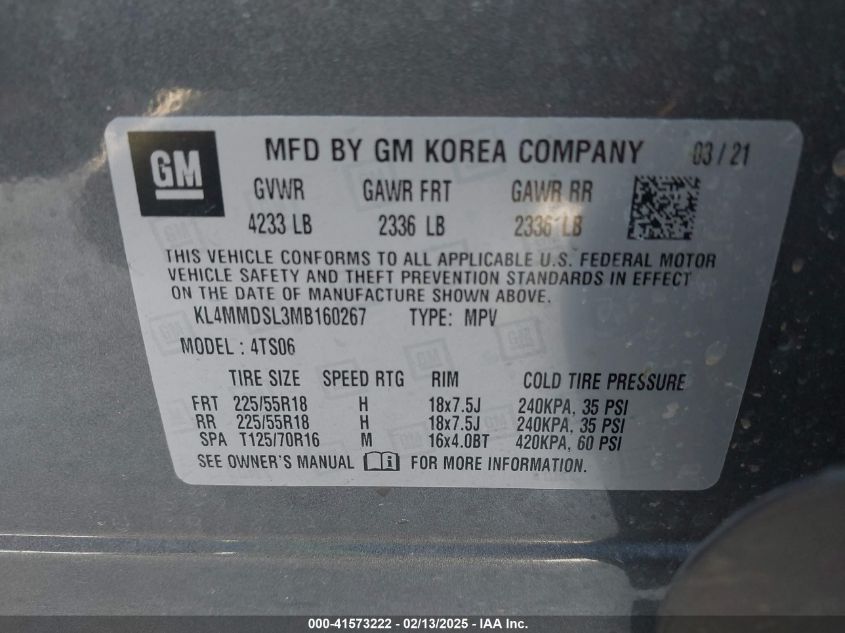 GM MFD BY GM KOREA COMPANY 03/21
GVWR GAWR FRT GAWR RR
4233 LB 2336 LB 2336 LB
THIS VEHICLE CONFORMS TO ALL APPLICABLE U.S. FEDERAL MOTOR
VEHICLE SAFETY AND THEFT PREVENTION STANDARDS IN EFFECT
ON THE DATE OF MANUFACTURE SHOWN ABOVE.
KL4MMDSL3MB160267 TYPE: MPV
MODEL : 4TS06
TIRE SIZE SPEED RTG RIM COLD TIRE PRESSURE
FRT 225/55R18 H 18x7.5J 240KPA, 35 PSI
RR 225/55R18 H 18x7.5J 240KPA, 35 PSI
SPA T125/70R16 M 16x4.0BT 420KPA, 60 PSI
SEE OWNER'S MANUAL FOR MORE INFORMATION.
000-41573222 - 02/13/2025 - IAA Inc.